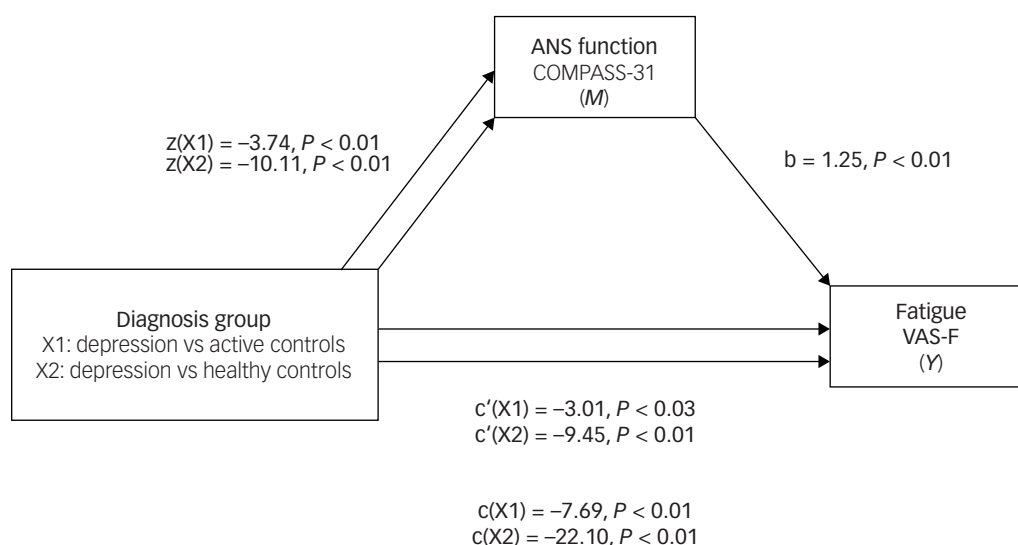 ANS function
COMPASS-31
(M)
z(X1) = –3.74, P < 0.01
z(X2) = –10.11, P < 0.01
b = 1.25, P < 0.01
Diagnosis group
X1: depression vs active controls
X2: depression vs healthy controls
Fatigue
VAS-F
(Y)
c′(X1) = –3.01, P < 0.03
c′(X2) = –9.45, P < 0.01
c(X1) = –7.69, P < 0.01
c(X2) = –22.10, P < 0.01